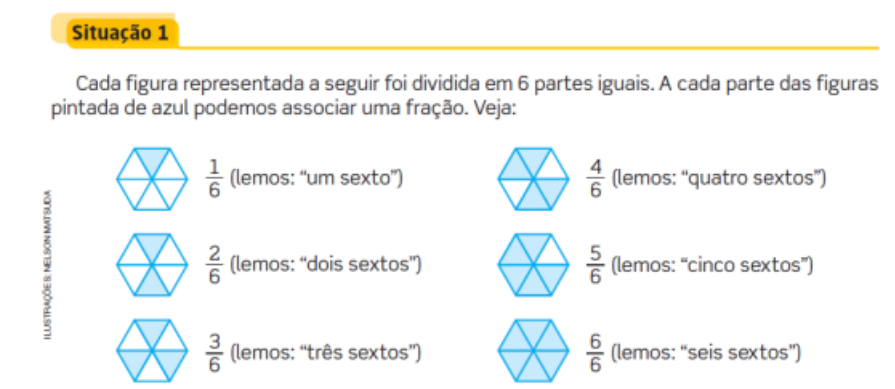 Situação 1
Cada figura representada a seguir foi dividida em 6 partes iguais. A cada parte das figuras
pintada de azul podemos associar uma fração. Veja:
1/6 (lemos: “um sexto”)
2/6 (lemos: “dois sextos”)
3/6 (lemos: “três sextos”)
4/6 (lemos: “quatro sextos”)
5/6 (lemos: “cinco sextos”)
6/6 (lemos: “seis sextos”)
ILUSTRAÇÕES: NELSON MATSUDA